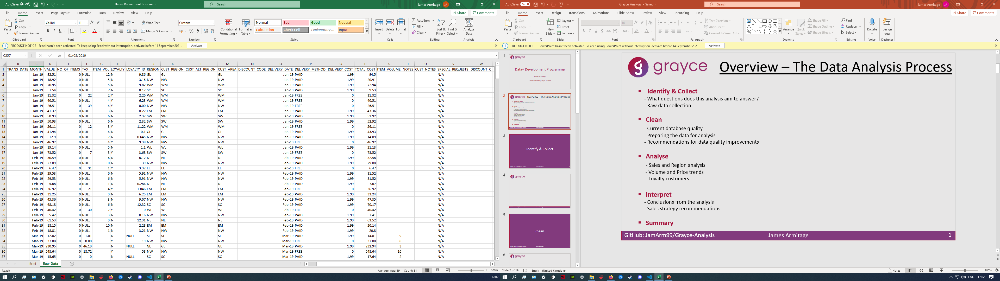 AutoSave Off Data+ Recruitment Exercise Search James Armitage JA
File Home Insert Page Layout Formulas Data Review View Help Share Comments
Paste Cut Copy Format Painter Calibri 11 Wrap Text Merge & Center Custom Conditional Formatting Format as Table Normal Bad Good Neutral Calculation Check Cell Explanatory ... Input Insert Delete Format AutoSum Fill Clear Sort & Filter Find & Select Analyze Data
Clipboard Font Alignment Number Styles Cells Editing Analysis
PRODUCT NOTICE Excel hasn't been activated. To keep using Excel without interruption, activate before 14 September 2021. Activate
C257 fx 01/08/2019
B C D E F G H I J K L M N O P Q R S T U V W
1 TRANS_DATE MONTH VALUE NO_OF_ITEMS TAX ITEM_VOL LOYALTY LOYALTY_ID REGION CUST_REGION CUST_ALT_REGION CUST_AREA DISCOUNT_CODE DELIVERY_DATE DELIVERY_METHOD DELIVERY_COST TOTAL_COST ITEM_VOLUME NOTES CUST_NOTES SPECIAL_REQUESTS DISCOUNT_C
2 Jan-19 92.51 0 NULL 12 N 9.86 GL GL GL Jan-19 PAID 1.99 94.5 N/A
3 Jan-19 18.92 0 NULL 5 N 3.16 NW NW NW Jan-19 PAID 1.99 20.91 N/A
4 Jan-19 70.95 0 NULL 5 N 9.82 WM WM WM Jan-19 PAID 1.99 72.94 N/A
5 Jan-19 7.54 0 NULL 7 N 0.12 SC SC SC Jan-19 PAID 1.99 9.53 N/A
6 Jan-19 11.32 0 22 2 Y 2.26 WM WM WM Jan-19 FREE 0 11.32 N/A
7 Jan-19 40.51 0 NULL 4 Y 6.23 WM WM WM Jan-19 FREE 0 40.51 N/A
8 Jan-19 26.51 0 39 4 Y 0.00 NW NW NW Jan-19 FREE 0 26.51 N/A
9 Jan-19 41.37 0 NULL 3 N 8.27 EM EM EM Jan-19 PAID 1.99 43.36 N/A
10 Jan-19 50.93 0 NULL 6 N 2.32 SW SW SW Jan-19 PAID 1.99 52.92 N/A
11 Jan-19 50.93 0 NULL 6 N 2.32 SW SW SW Jan-19 PAID 1.99 52.92 N/A
12 Jan-19 56.11 0 12 3 Y 11.22 WM WM WM Jan-19 FREE 0 56.11 N/A
13 Jan-19 41.94 0 NULL 4 N 10.1 GL GL GL Jan-19 PAID 1.99 43.93 N/A
14 Jan-19 12.9 0 NULL 7 N 0.645 NW NW NW Jan-19 PAID 1.99 14.89 N/A
15 Jan-19 46.92 0 NULL 4 Y 9.38 NW NW NW Jan-19 FREE 0 46.92 N/A
16 Jan-19 19.14 0 NULL 5 N 1.1 WL WL WL Jan-19 PAID 1.99 21.13 N/A
17 Jan-19 73.52 0 7 3 Y 3.68 SW SW SW Jan-19 FREE 0 73.52 N/A
18 Feb-19 30.59 0 NULL 6 N 6.12 NE NE NE Feb-19 PAID 1.99 32.58 N/A
19 Feb-19 27.89 0 NULL 10 N 1.39 NW NW NW Feb-19 PAID 1.99 29.88 N/A
20 Feb-19 6.47 0 31 1 Y 3.32 EE EE EE Feb-19 FREE 0 6.47 N/A
21 Feb-19 29.53 0 NULL 6 N 5.91 NW NW NW Feb-19 PAID 1.99 31.52 N/A
22 Feb-19 29.53 0 NULL 6 N 5.91 NW NW NW Feb-19 PAID 1.99 31.52 N/A
23 Feb-19 5.68 0 NULL 1 N 0.284 NE NE NE Feb-19 PAID 1.99 7.67 N/A
24 Feb-19 36.92 0 21 4 Y 1.846 EM EM EM Feb-19 FREE 0 36.92 N/A
25 Feb-19 31.25 0 NULL 9 N 6.25 EM EM EM Feb-19 PAID 1.99 33.24 N/A
26 Feb-19 45.36 0 NULL 3 N 9.07 NW NW NW Feb-19 PAID 1.99 47.35 N/A
27 Feb-19 68.18 0 NULL 6 N 12.32 SC SC SC Feb-19 PAID 1.99 70.17 N/A
28 Feb-19 40.42 0 30 7 Y 0 WL WL WL Feb-19 FREE 0 40.42 N/A
29 Feb-19 5.42 0 NULL 3 N 0.16 NW NW NW Feb-19 PAID 1.99 7.41 N/A
30 Feb-19 61.53 0 NULL 9 N 12.31 NE NE NE Feb-19 PAID 1.99 63.52 N/A
31 Feb-19 18.15 0 NULL 10 N 2.28 EM EM EM Feb-19 PAID 1.99 20.14 N/A
32 Feb-19 18.81 0 NULL 1 N 3.21 NW NW NW Feb-19 PAID 1.99 20.8 N/A
33 Mar-19 12.82 0 1.01 N NULL SE SE SE Mar-19 PAID 1.99 14.81 9 N/A
34 Mar-19 37.88 0 0.00 Y 19 NW NW NW Mar-19 FREE 0 37.88 8 N/A
35 Mar-19 230.95 0 46.19 N NULL GL GL GL Mar-19 PAID 1.99 232.94 3 N/A
36 Mar-19 543.64 0 18.72 Y 58 NW NW NW Mar-19 FREE 0 543.64 16 N/A
37 Mar-19 15.65 0 0 N NULL SC SC SC Mar-19 PAID 1.99 17.64 2 N/A
Brief Raw Data
Ready Average: Aug-19 Count: 81 100%
17:02
AutoSave On Grayce_Analysis - Saved Search James Armitage JA
File Home Insert Design Transitions Animations Slide Show Review View Recording Help Share Comments
Paste Cut Copy Format Painter New Slide Layout Reset Section 16 Text Direction Align Text Convert to SmartArt Arrange Quick Styles Shape Fill Shape Outline Shape Effects Find Replace Select Dictate Design Ideas
Clipboard Slides Font Paragraph Drawing Editing Voice Designer
PRODUCT NOTICE PowerPoint hasn't been activated. To keep using PowerPoint without interruption, activate before 14 September 2021. Activate
1 grayce
Data+ Development Programme
James Armitage
GitHub: JamArm99/Grayce-Analysis
2 grayce Overview – The Data Analysis Process
3 Identify & Collect
4 grayce
5 Clean
6 grayce
grayce Overview – The Data Analysis Process
Identify & Collect
- What questions does this analysis aim to answer?
- Raw data collection
Clean
- Current database quality
- Preparing the data for analysis
- Recommendations for data quality improvements
Analyse
- Sales and Region analysis
- Volume and Price trends
- Loyalty customers
Interpret
- Conclusions from the analysis
- Sales strategy recommendations
Summary
GitHub: JamArm99/Grayce-Analysis James Armitage 1
Slide 2 of 19 English (United Kingdom) Notes 100%
ENG 17:02